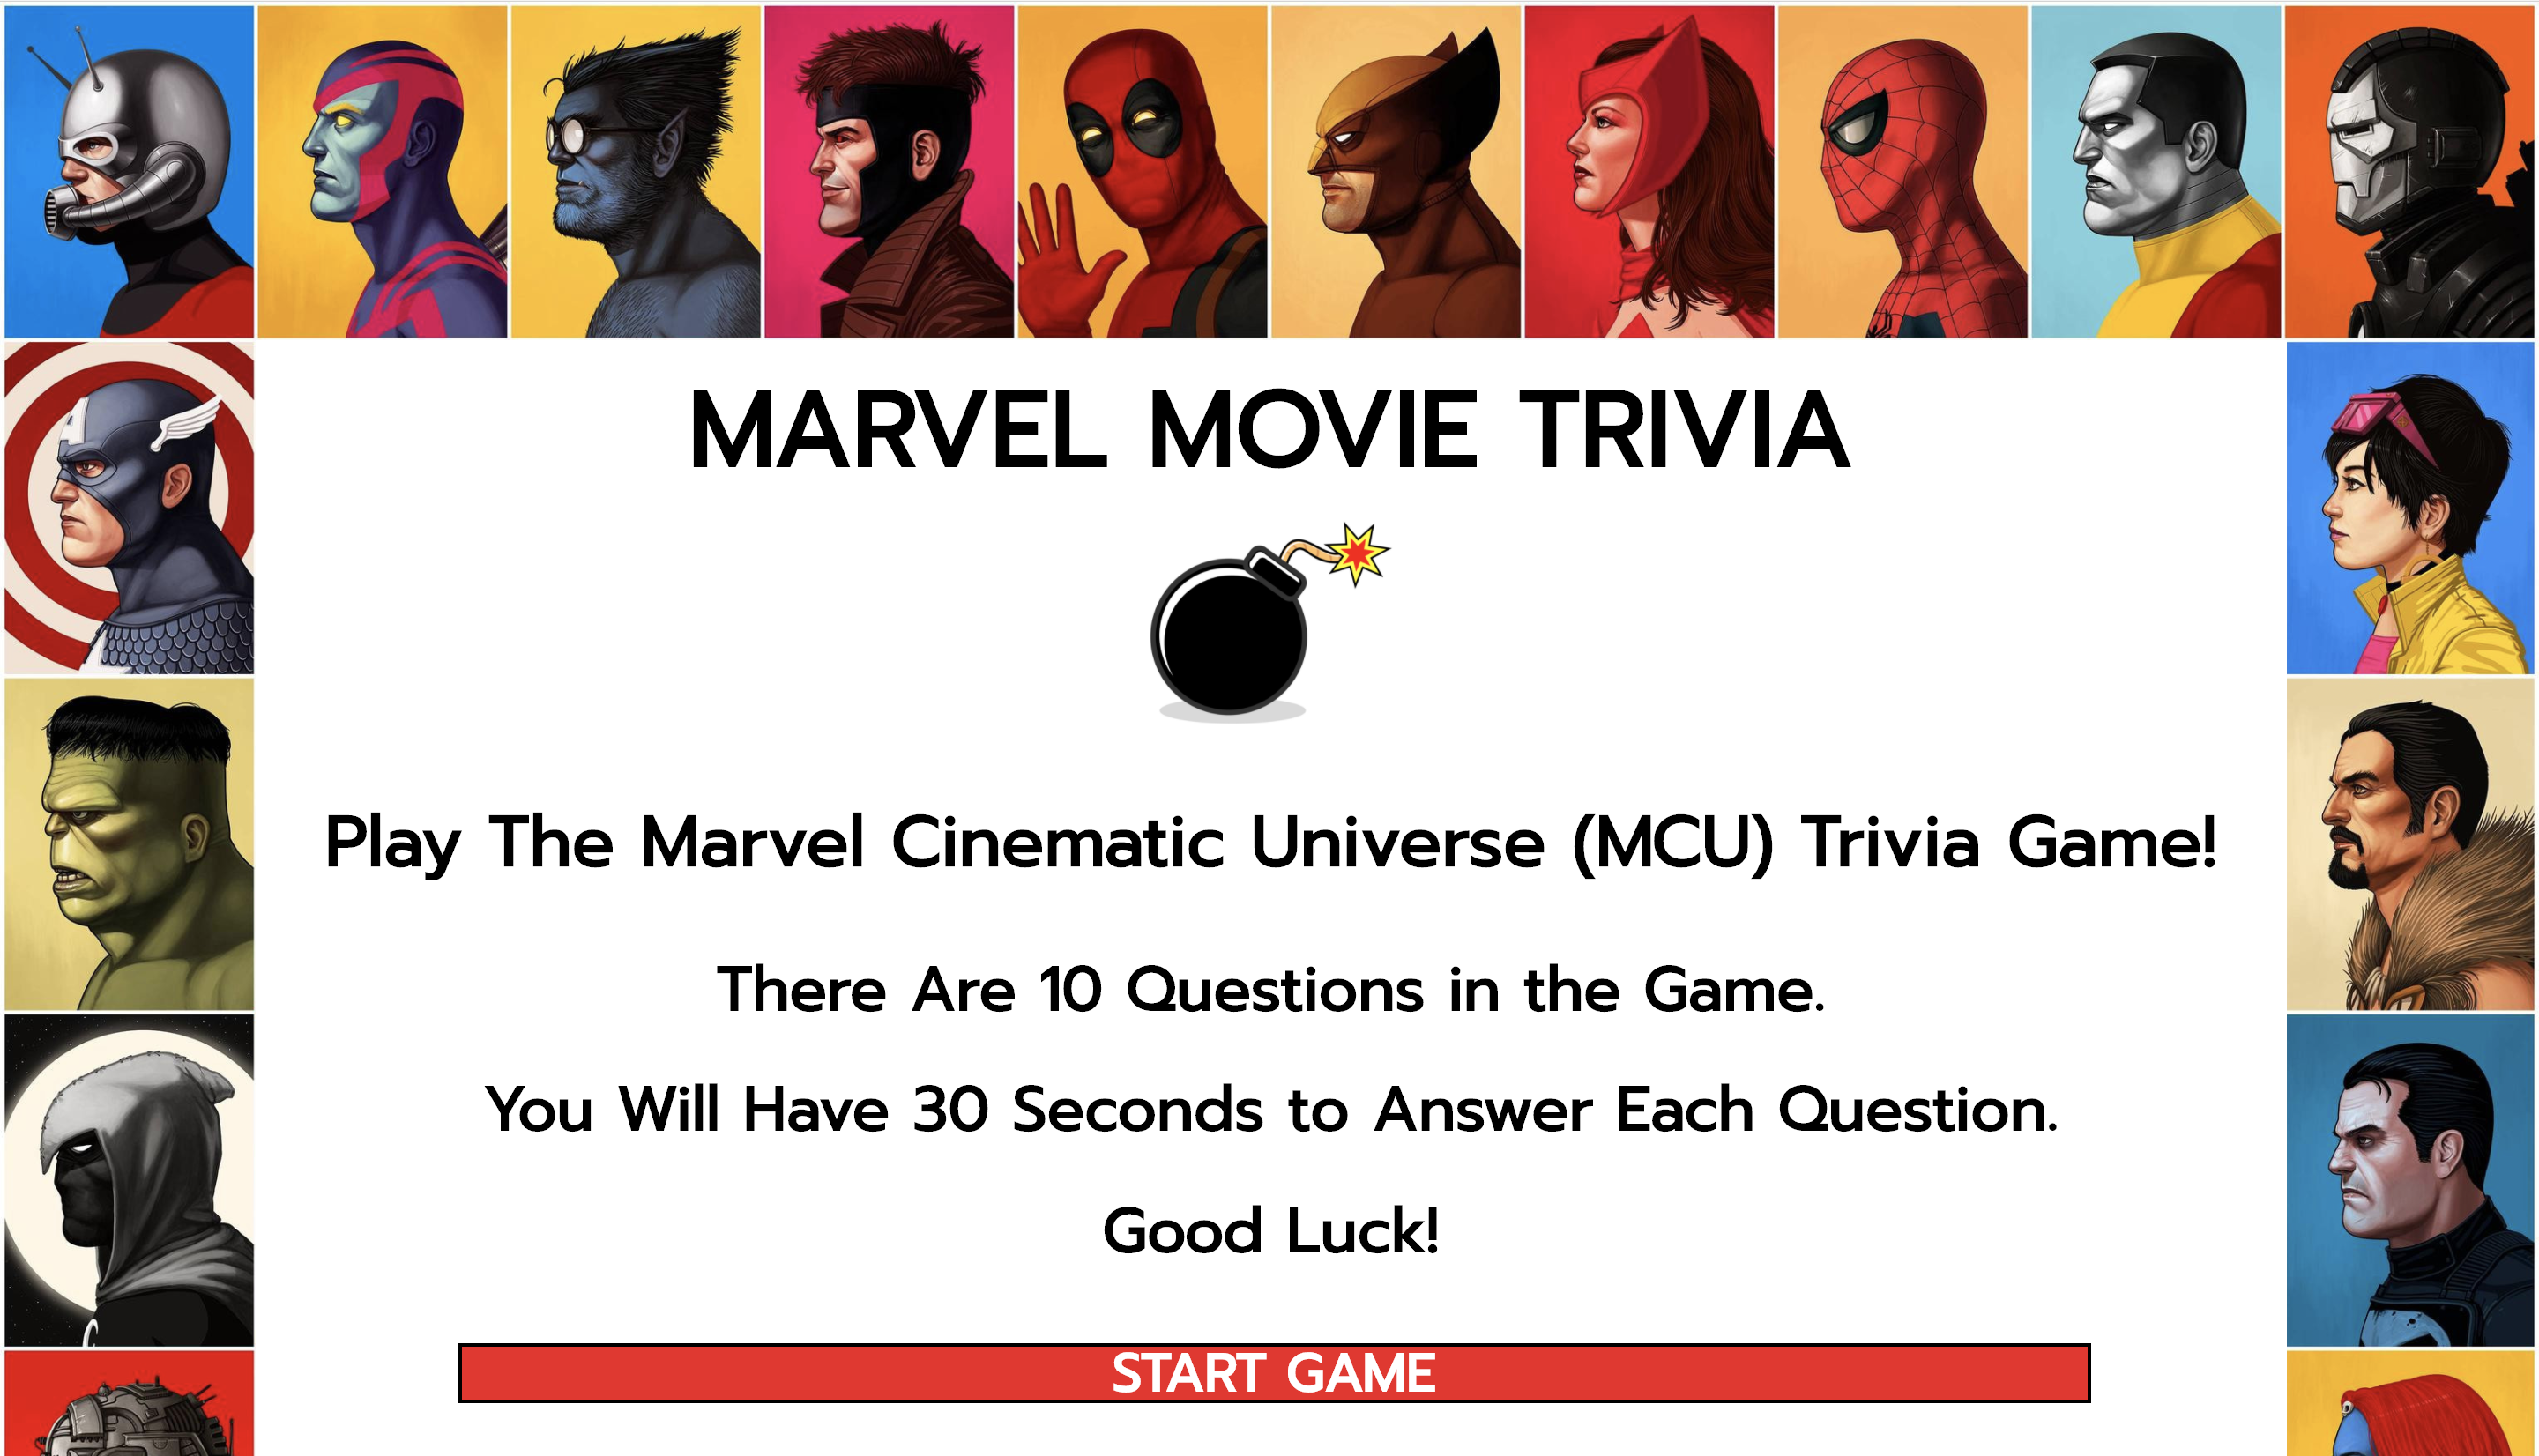 MARVEL MOVIE TRIVIA
Play The Marvel Cinematic Universe (MCU) Trivia Game!
There Are 10 Questions in the Game.
You Will Have 30 Seconds to Answer Each Question.
Good Luck!
START GAME